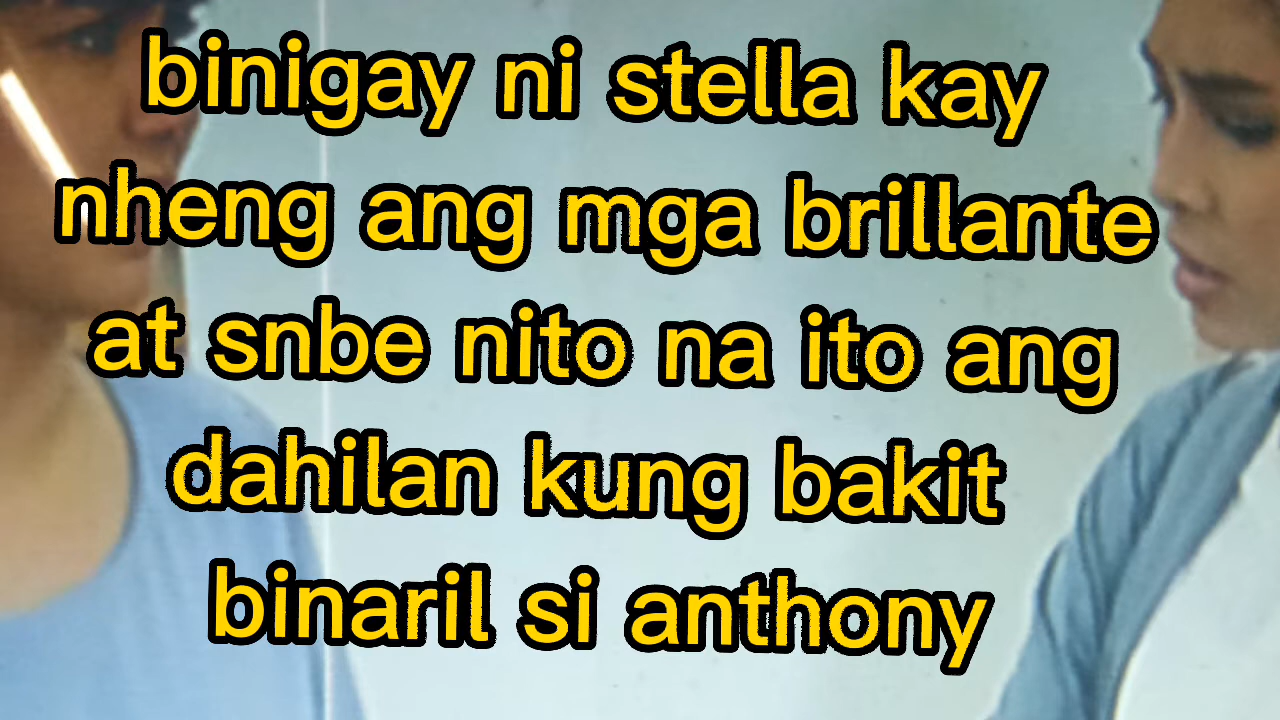 binigay ni stella kay
nheng ang mga brillante
at snbe nito na ito ang
dahilan kung bakit
binaril si anthony